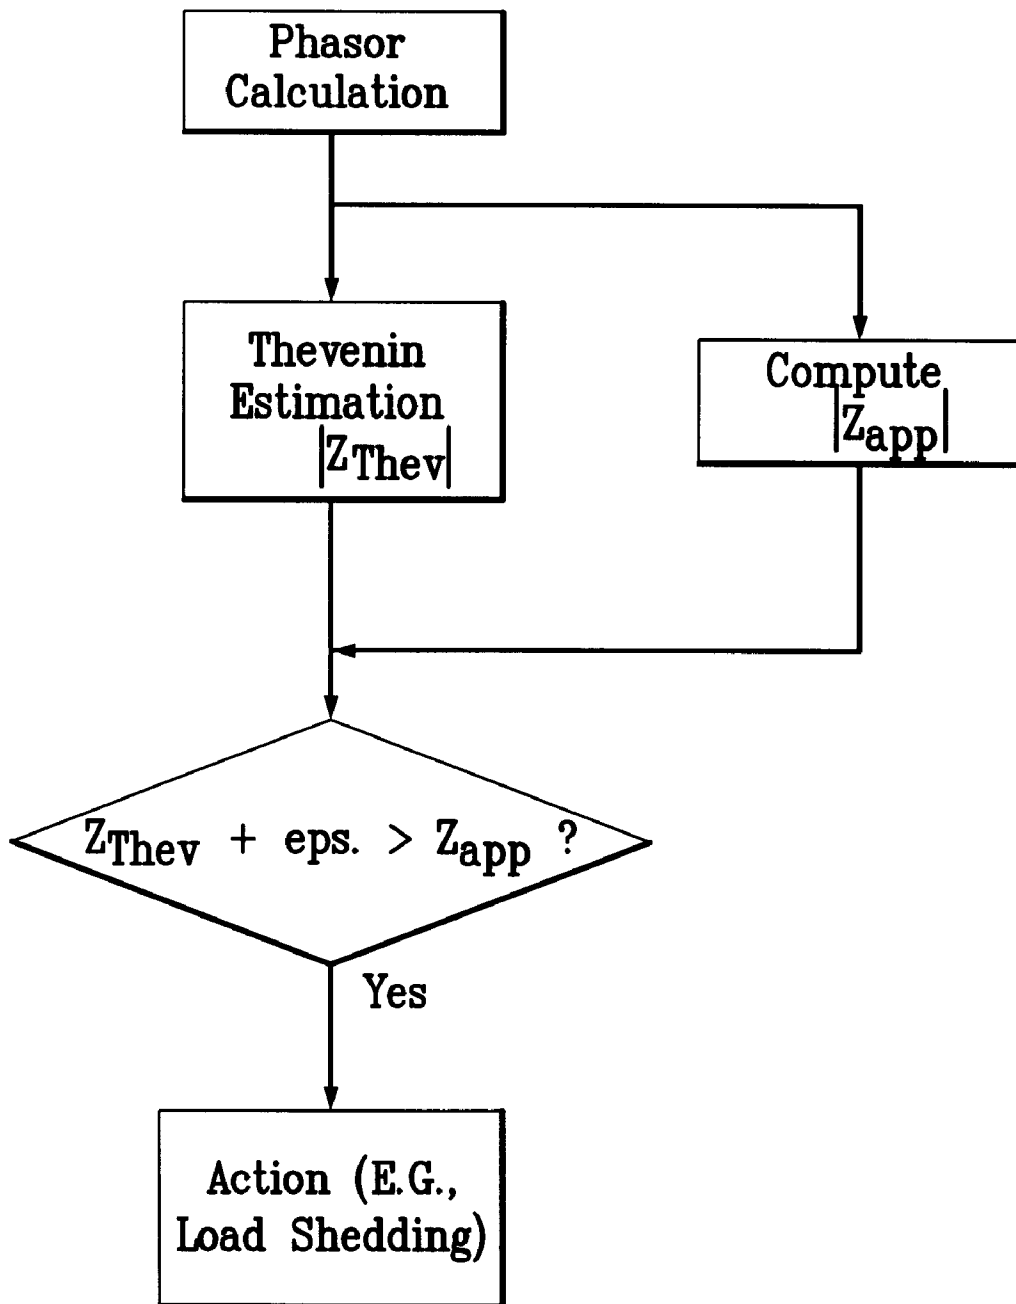 Phasor
Calculation
Thevenin
Estimation
|ZThev|
Compute
|Zapp|
ZThev + eps. > Zapp ?
Yes
Action (E.G.,
Load Shedding)